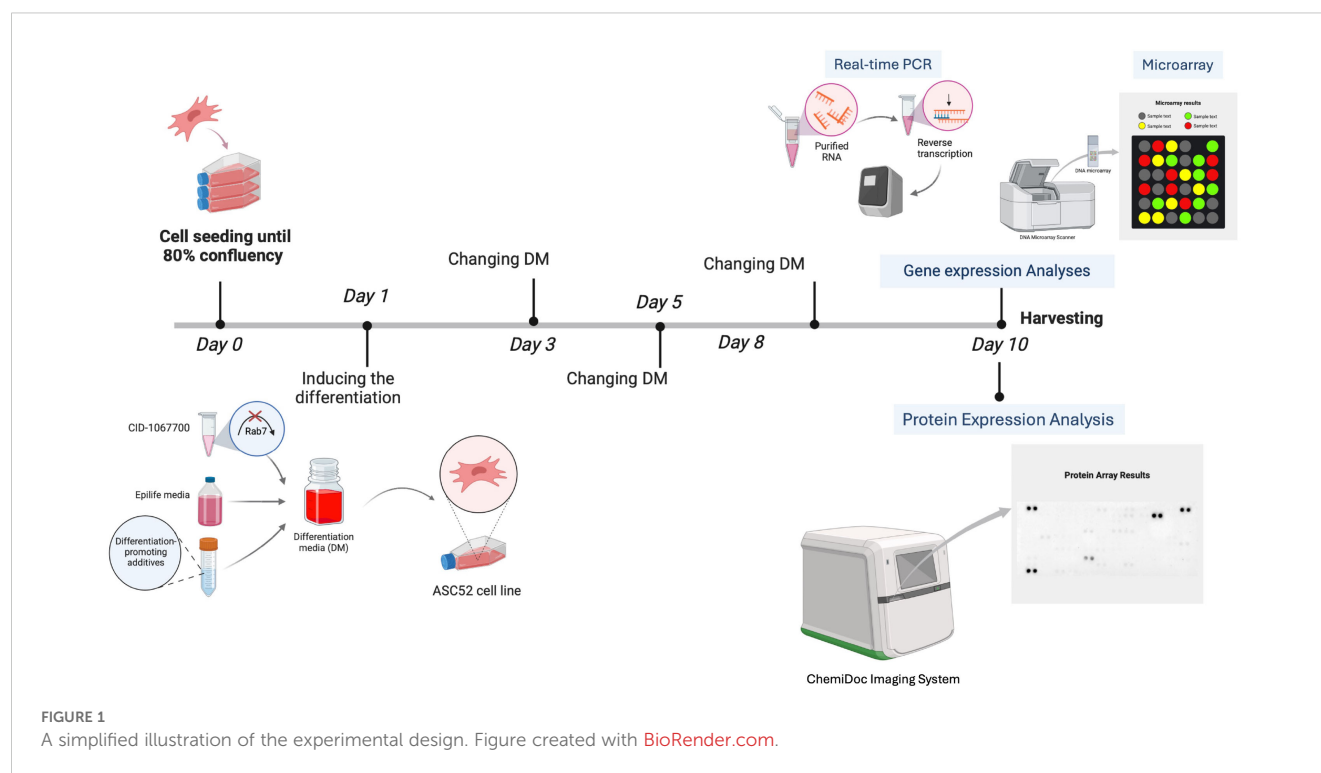 Real-time PCR
Microarray
Purified
RNA
Reverse
transcription
Microarray results
Sample text
Sample text
Sample text
Sample text
DNA microarray
DNA Microarray Scanner
Cell seeding until
80% confluency
Changing DM
Changing DM
Gene expression Analyses
Day 1
Day 5
Harvesting
Day 0
Day 3
Day 8
Day 10
Inducing the
differentiation
Changing DM
Protein Expression Analysis
CID-1067700
Rab7
Epilife media
Differentiation-
promoting
additives
Differentiation
media (DM)
ASC52 cell line
Protein Array Results
ChemiDoc Imaging System
FIGURE 1
A simplified illustration of the experimental design. Figure created with BioRender.com.